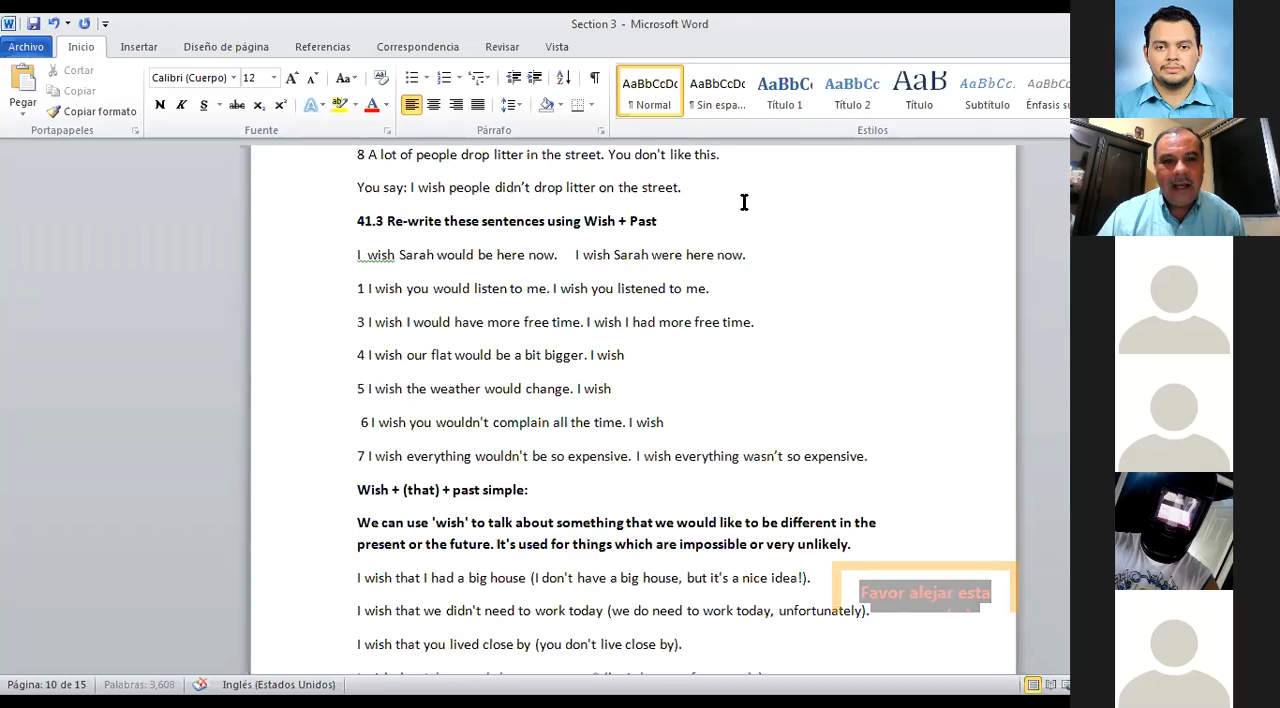 Section 3 - Microsoft Word
Archivo Inicio Insertar Diseño de página Referencias Correspondencia Revisar Vista
Pegar
Cortar
Copiar
Copiar formato
Portapapeles
Calibri (Cuerpo) 12
Fuente
Párrafo
AaBbCcDc AaBbCcDc AaBbC AaBbCc AaB AaBbCc. AaBbCcD
¶ Normal ¶ Sin espa... Título 1 Título 2 Título Subtítulo Énfasis su
Estilos
8 A lot of people drop litter in the street. You don't like this.
You say: I wish people didn’t drop litter on the street.
41.3 Re-write these sentences using Wish + Past
I wish Sarah would be here now. I wish Sarah were here now.
1 I wish you would listen to me. I wish you listened to me.
3 I wish I would have more free time. I wish I had more free time.
4 I wish our flat would be a bit bigger. I wish
5 I wish the weather would change. I wish
6 I wish you wouldn't complain all the time. I wish
7 I wish everything wouldn't be so expensive. I wish everything wasn’t so expensive.
Wish + (that) + past simple:
We can use 'wish' to talk about something that we would like to be different in the
present or the future. It's used for things which are impossible or very unlikely.
I wish that I had a big house (I don't have a big house, but it's a nice idea!).
Favor alejar esta
I wish that we didn't need to work today (we do need to work today, unfortunately).
I wish that you lived close by (you don't live close by).
Página: 10 de 15 Palabras: 3,608 Inglés (Estados Unidos)